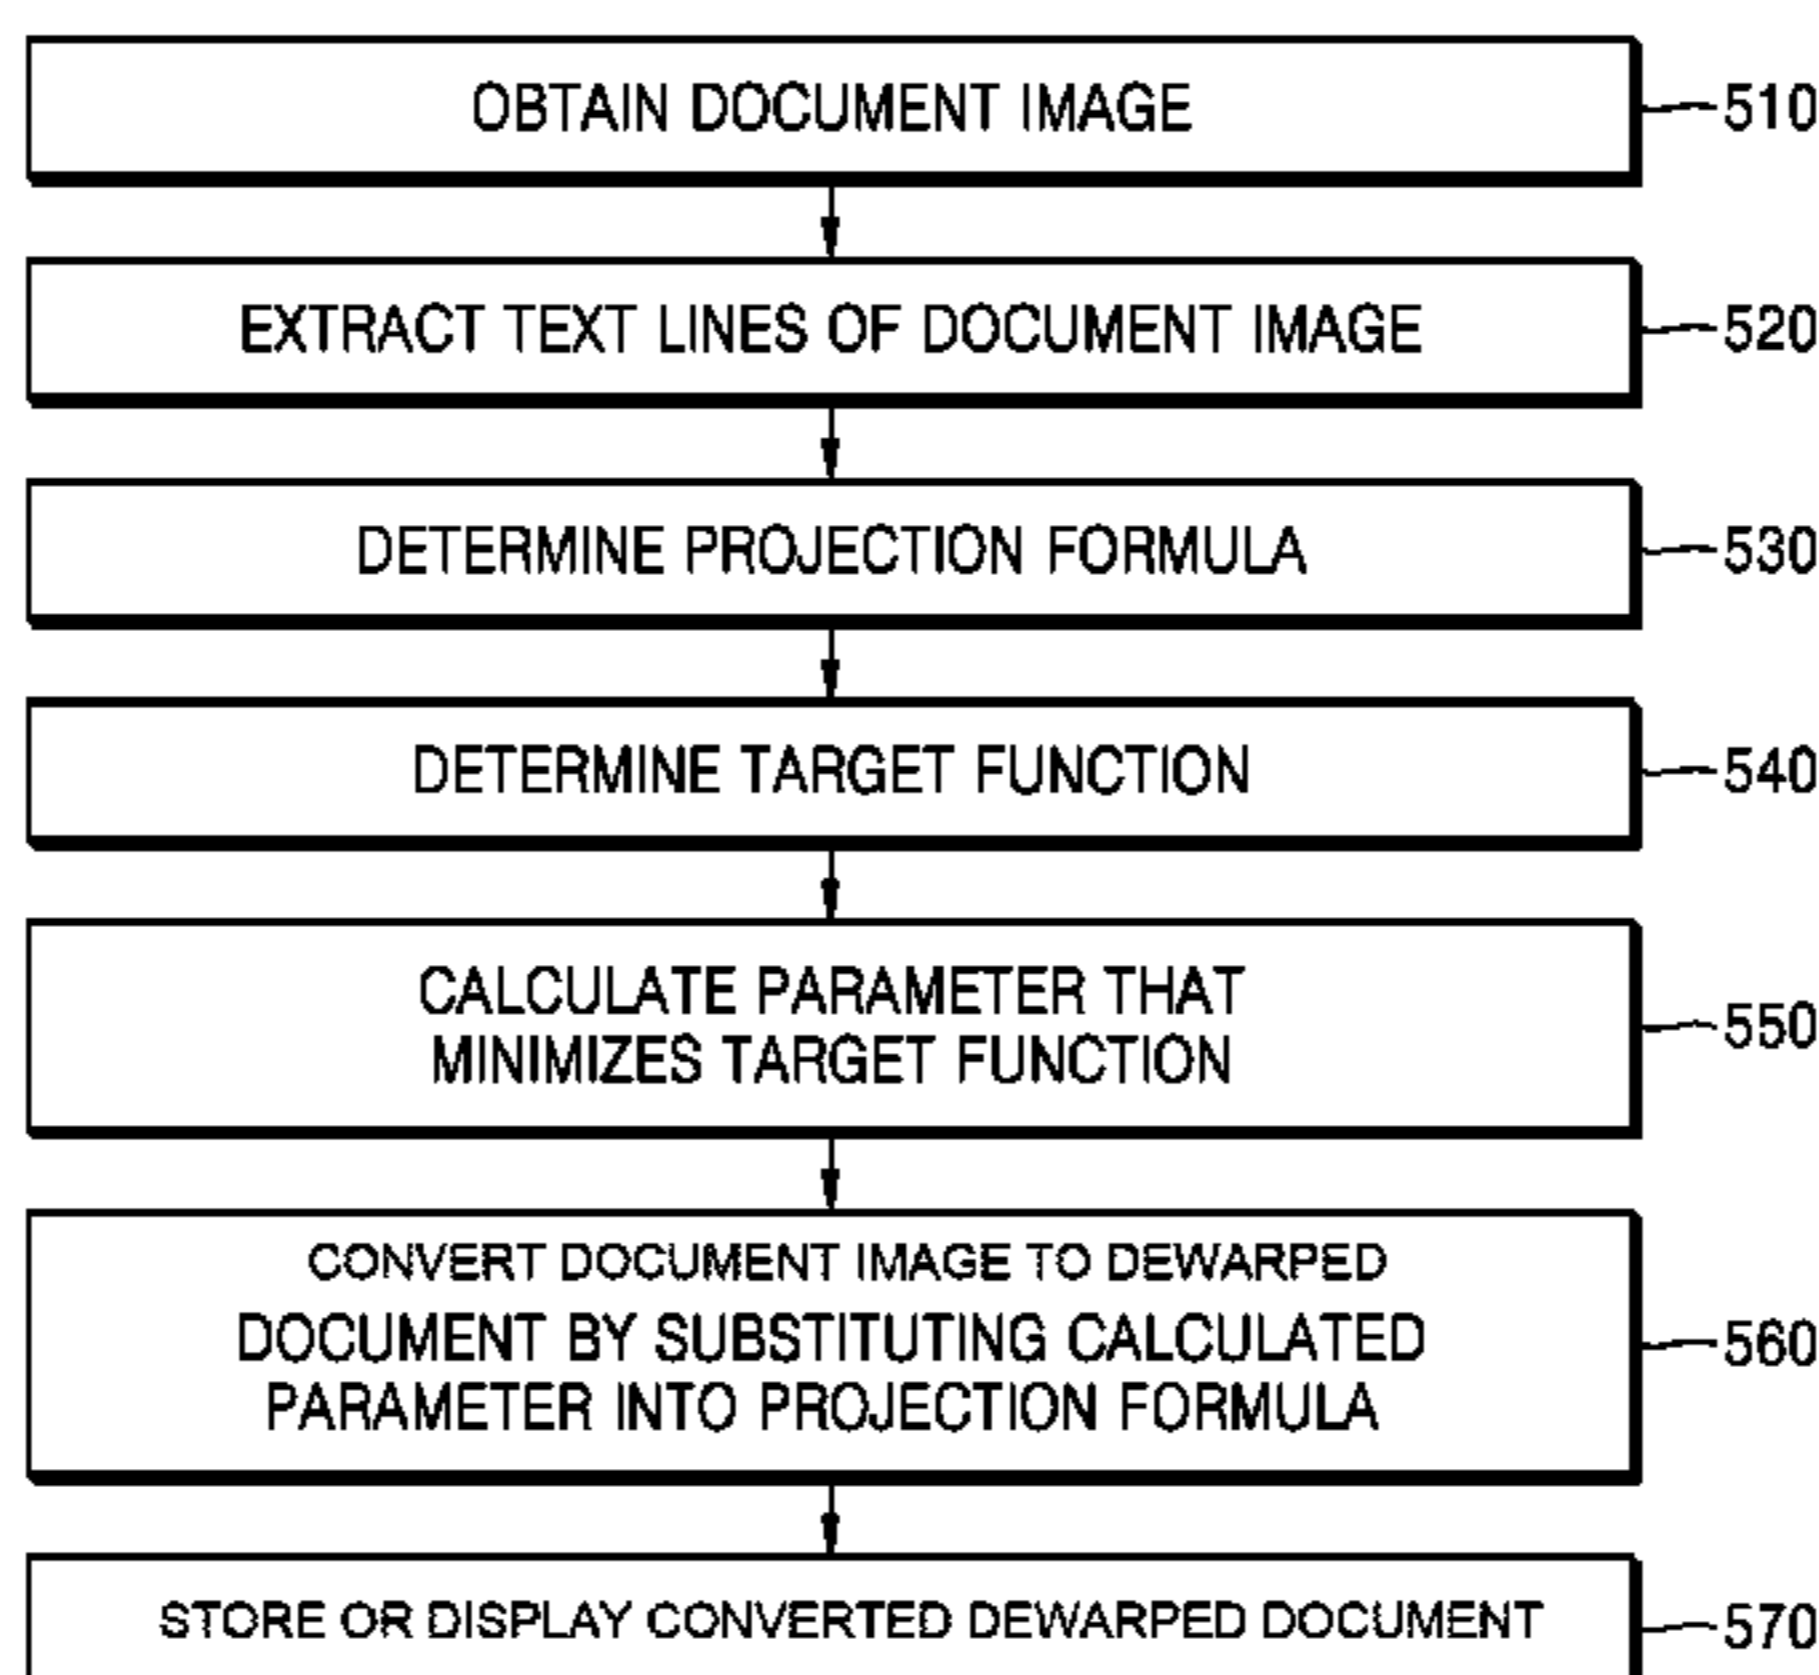 OBTAIN DOCUMENT IMAGE
510
EXTRACT TEXT LINES OF DOCUMENT IMAGE
520
DETERMINE PROJECTION FORMULA
530
DETERMINE TARGET FUNCTION
540
CALCULATE PARAMETER THAT
MINIMIZES TARGET FUNCTION
550
CONVERT DOCUMENT IMAGE TO DEWARPED
DOCUMENT BY SUBSTITUTING CALCULATED
PARAMETER INTO PROJECTION FORMULA
560
STORE OR DISPLAY CONVERTED DEWARPED DOCUMENT
570